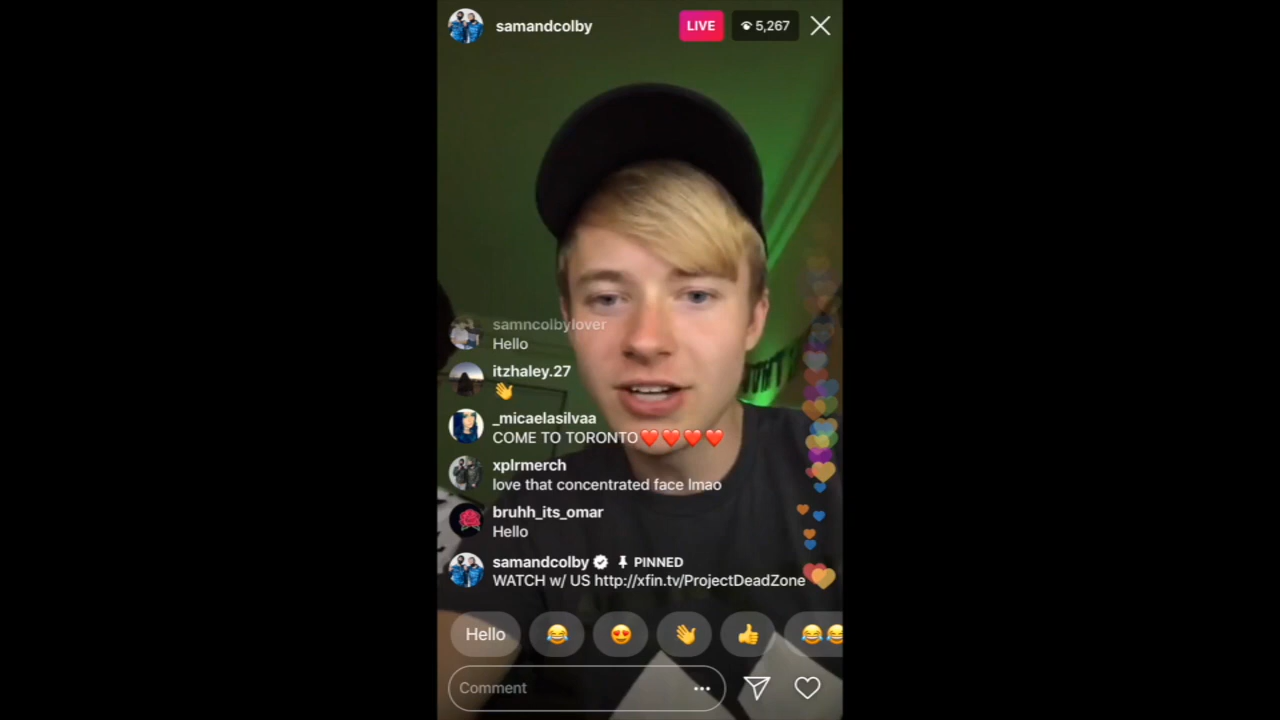 samandcolby
LIVE
5,267
samncolbylover
Hello
itzhaley.27
👋
_micaelasilvaa
COME TO TORONTO❤️❤️❤️❤️
xplrmerch
love that concentrated face lmao
bruhh_its_omar
Hello
samandcolby PINNED
WATCH w/ US http://xfin.tv/ProjectDeadZone
Hello 😂 😍 👋 👍 😂😂
Comment